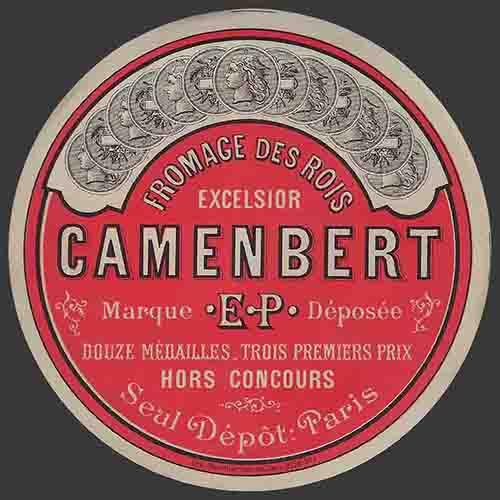 FROMAGE DES ROIS
EXCELSIOR
CAMENBERT
Marque ·E·P· Déposée
DOUZE MÉDAILLES. TROIS PREMIERS PRIX
HORS CONCOURS
Seul Dépôt: Paris